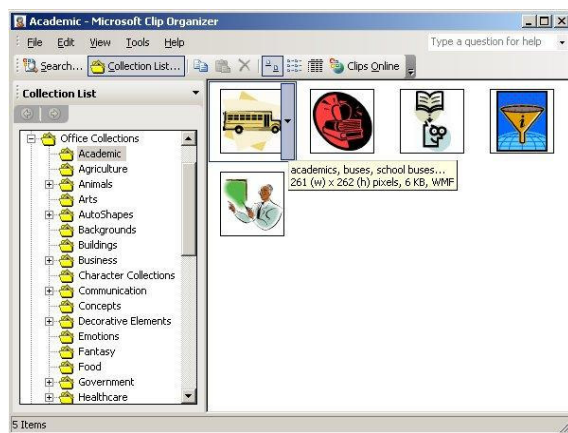 Academic - Microsoft Clip Organizer
File Edit View Tools Help
Type a question for help
Search... Collection List... Clips Online
Collection List
Office Collections
Academic
Agriculture
Animals
Arts
AutoShapes
Backgrounds
Buildings
Business
Character Collections
Communication
Concepts
Decorative Elements
Emotions
Fantasy
Food
Government
Healthcare
i
academics, buses, school buses...
261 (w) x 262 (h) pixels, 6 KB, WMF
5 Items